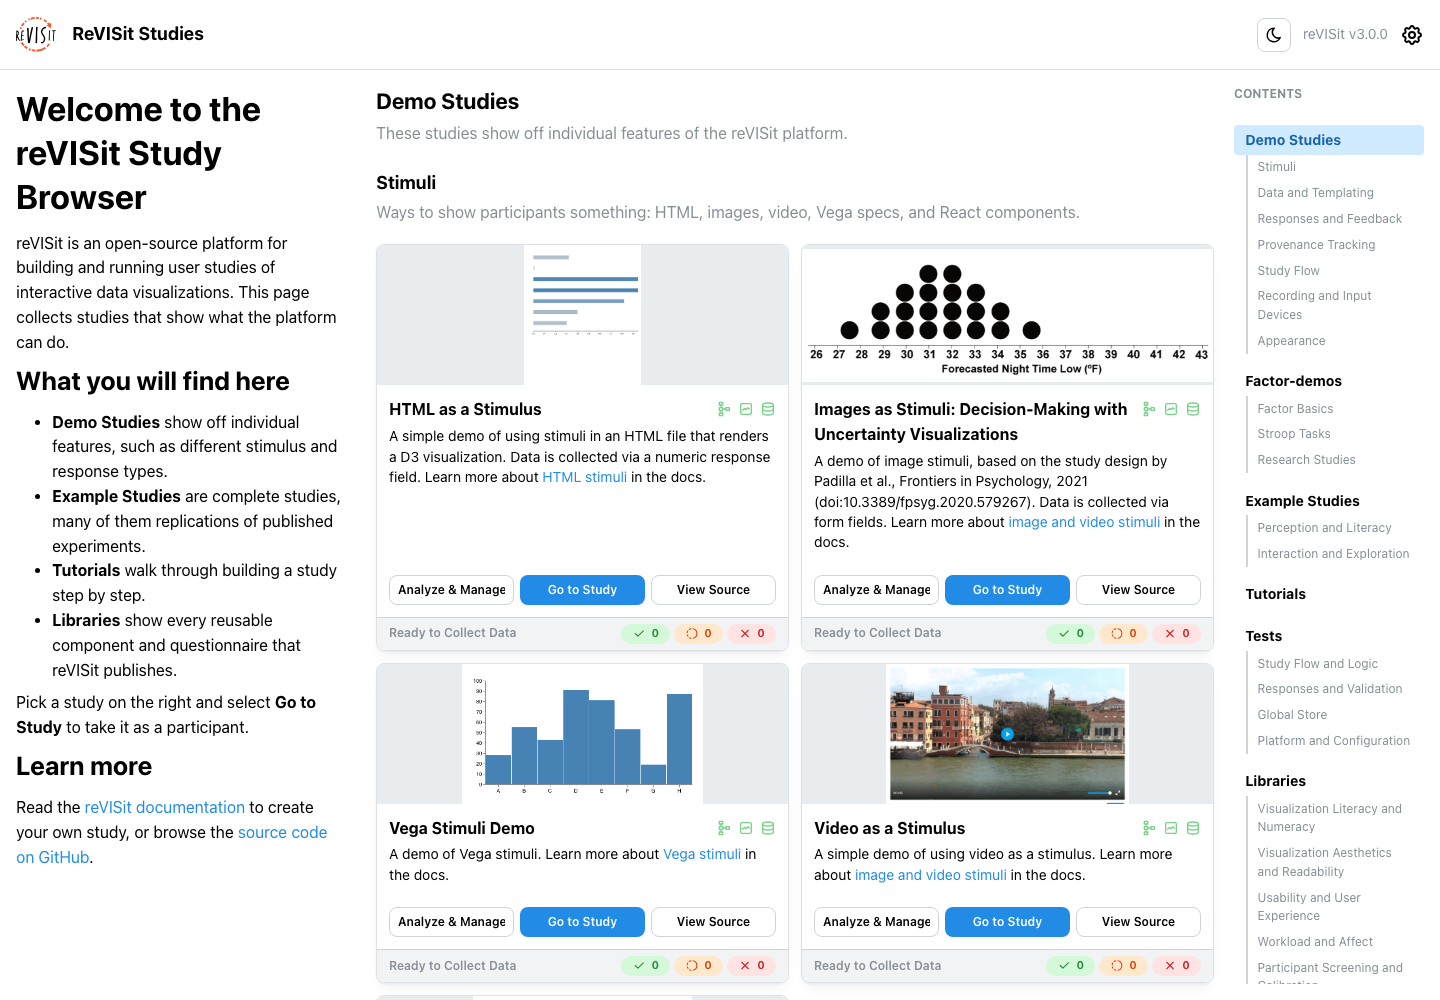 reVISit
ReVISit Studies
reVISit v3.0.0
Welcome to the
reVISit Study
Browser
reVISit is an open-source platform for
building and running user studies of
interactive data visualizations. This page
collects studies that show what the platform
can do.
What you will find here
Demo Studies show off individual
features, such as different stimulus and
response types.
Example Studies are complete studies,
many of them replications of published
experiments.
Tutorials walk through building a study
step by step.
Libraries show every reusable
component and questionnaire that
reVISit publishes.
Pick a study on the right and select Go to
Study to take it as a participant.
Learn more
Read the reVISit documentation to create
your own study, or browse the source code
on GitHub.
Demo Studies
These studies show off individual features of the reVISit platform.
Stimuli
Ways to show participants something: HTML, images, video, Vega specs, and React components.
HTML as a Stimulus
A simple demo of using stimuli in an HTML file that renders
a D3 visualization. Data is collected via a numeric response
field. Learn more about HTML stimuli in the docs.
Analyze & Manage Go to Study View Source
Ready to Collect Data 0 0 0
26 27 28 29 30 31 32 33 34 35 36 37 38 39 40 41 42 43
Forecasted Night Time Low (ºF)
Images as Stimuli: Decision-Making with
Uncertainty Visualizations
A demo of image stimuli, based on the study design by
Padilla et al., Frontiers in Psychology, 2021
(doi:10.3389/fpsyg.2020.579267). Data is collected via
form fields. Learn more about image and video stimuli in the
docs.
Analyze & Manage Go to Study View Source
Ready to Collect Data 0 0 0
100
90
80
70
60
50
40
30
20
10
0
A B C D E F G H
Vega Stimuli Demo
A demo of Vega stimuli. Learn more about Vega stimuli in
the docs.
Analyze & Manage Go to Study View Source
Ready to Collect Data 0 0 0
Video as a Stimulus
A simple demo of using video as a stimulus. Learn more
about image and video stimuli in the docs.
Analyze & Manage Go to Study View Source
Ready to Collect Data 0 0 0
CONTENTS
Demo Studies
Stimuli
Data and Templating
Responses and Feedback
Provenance Tracking
Study Flow
Recording and Input
Devices
Appearance
Factor-demos
Factor Basics
Stroop Tasks
Research Studies
Example Studies
Perception and Literacy
Interaction and Exploration
Tutorials
Tests
Study Flow and Logic
Responses and Validation
Global Store
Platform and Configuration
Libraries
Visualization Literacy and
Numeracy
Visualization Aesthetics
and Readability
Usability and User
Experience
Workload and Affect
Participant Screening and
Calibration